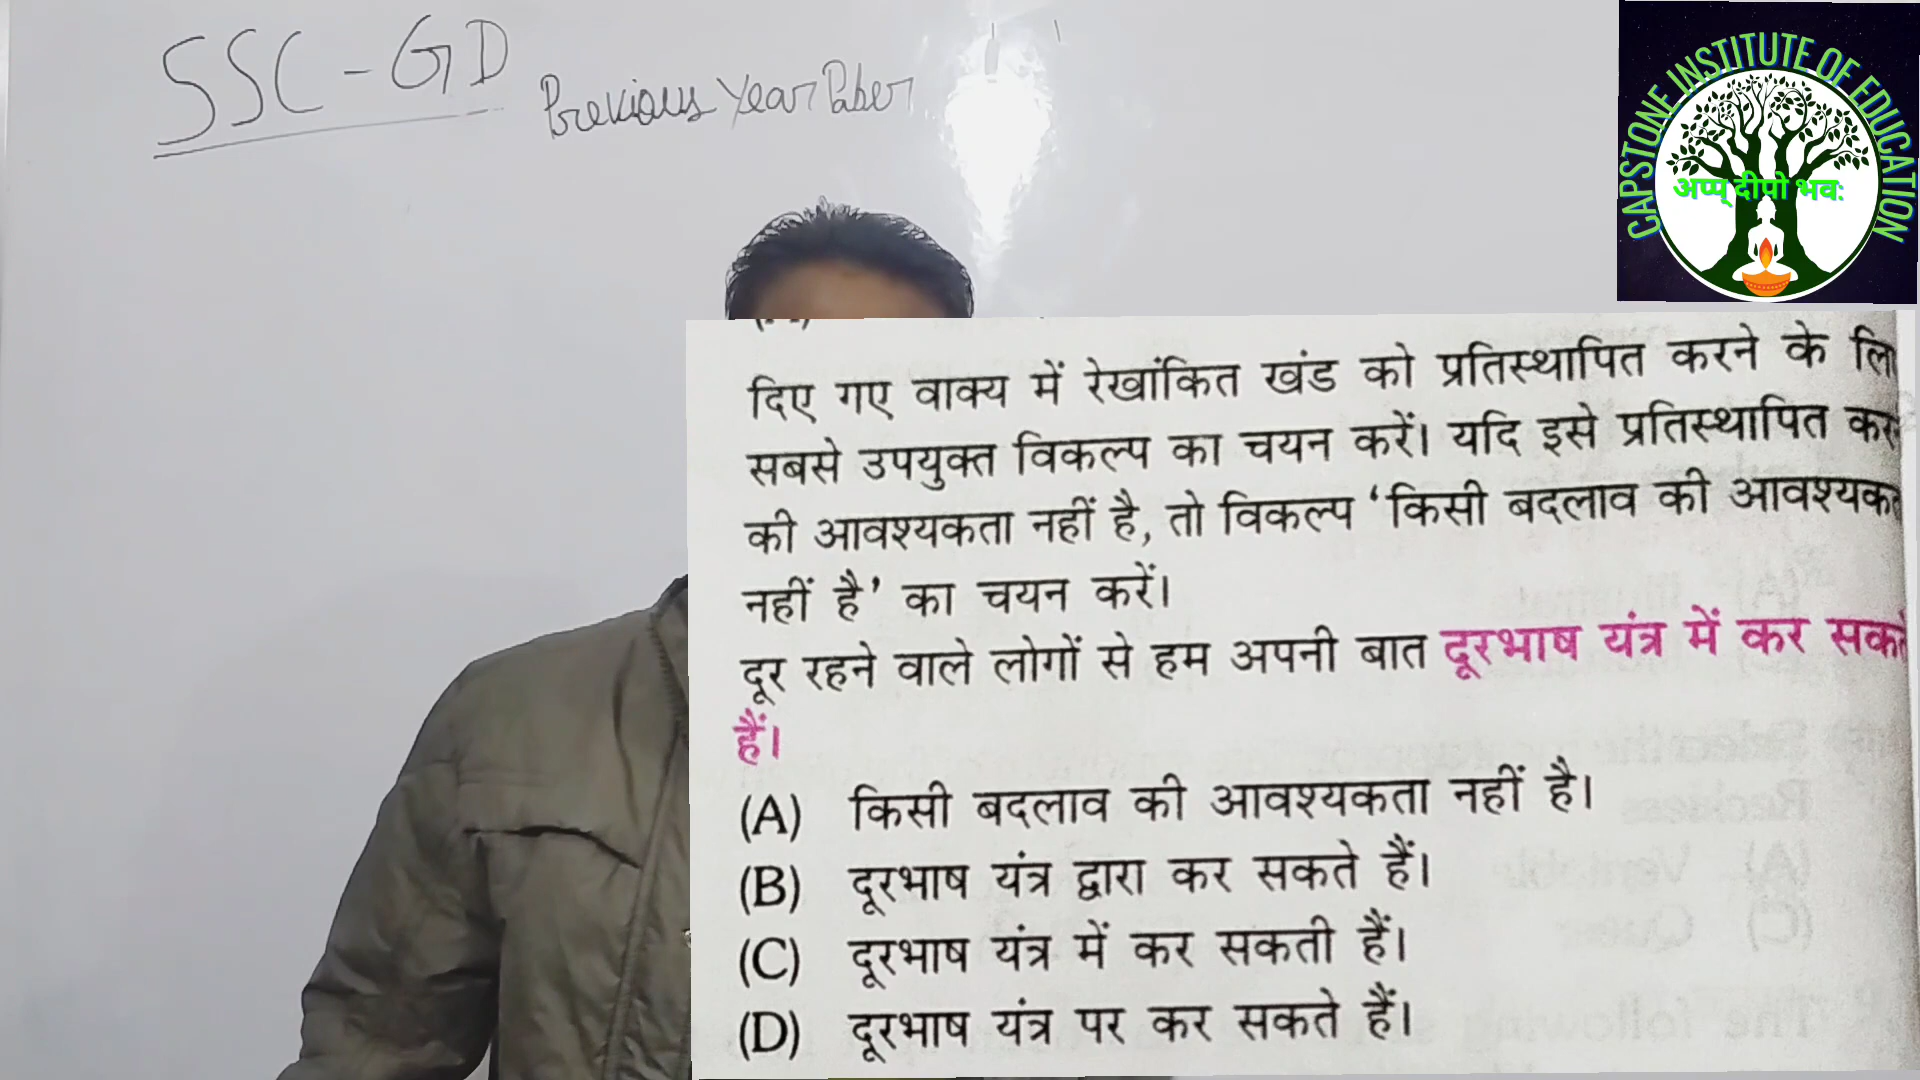 SSC-GD Previous Year Paber
CAPSTONE INSTITUTE OF EDUCATION
अप्प् दीपो भवः
दिए गए वाक्य में रेखांकित खंड को प्रतिस्थापित करने के लि
सबसे उपयुक्त विकल्प का चयन करें। यदि इसे प्रतिस्थापित कर
की आवश्यकता नहीं है, तो विकल्प ‘किसी बदलाव की आवश्यक
नहीं है’ का चयन करें।
दूर रहने वाले लोगों से हम अपनी बात दूरभाष यंत्र में कर सकते
हैं।
(A) किसी बदलाव की आवश्यकता नहीं है।
(B) दूरभाष यंत्र द्वारा कर सकते हैं।
(C) दूरभाष यंत्र में कर सकती हैं।
(D) दूरभाष यंत्र पर कर सकते हैं।